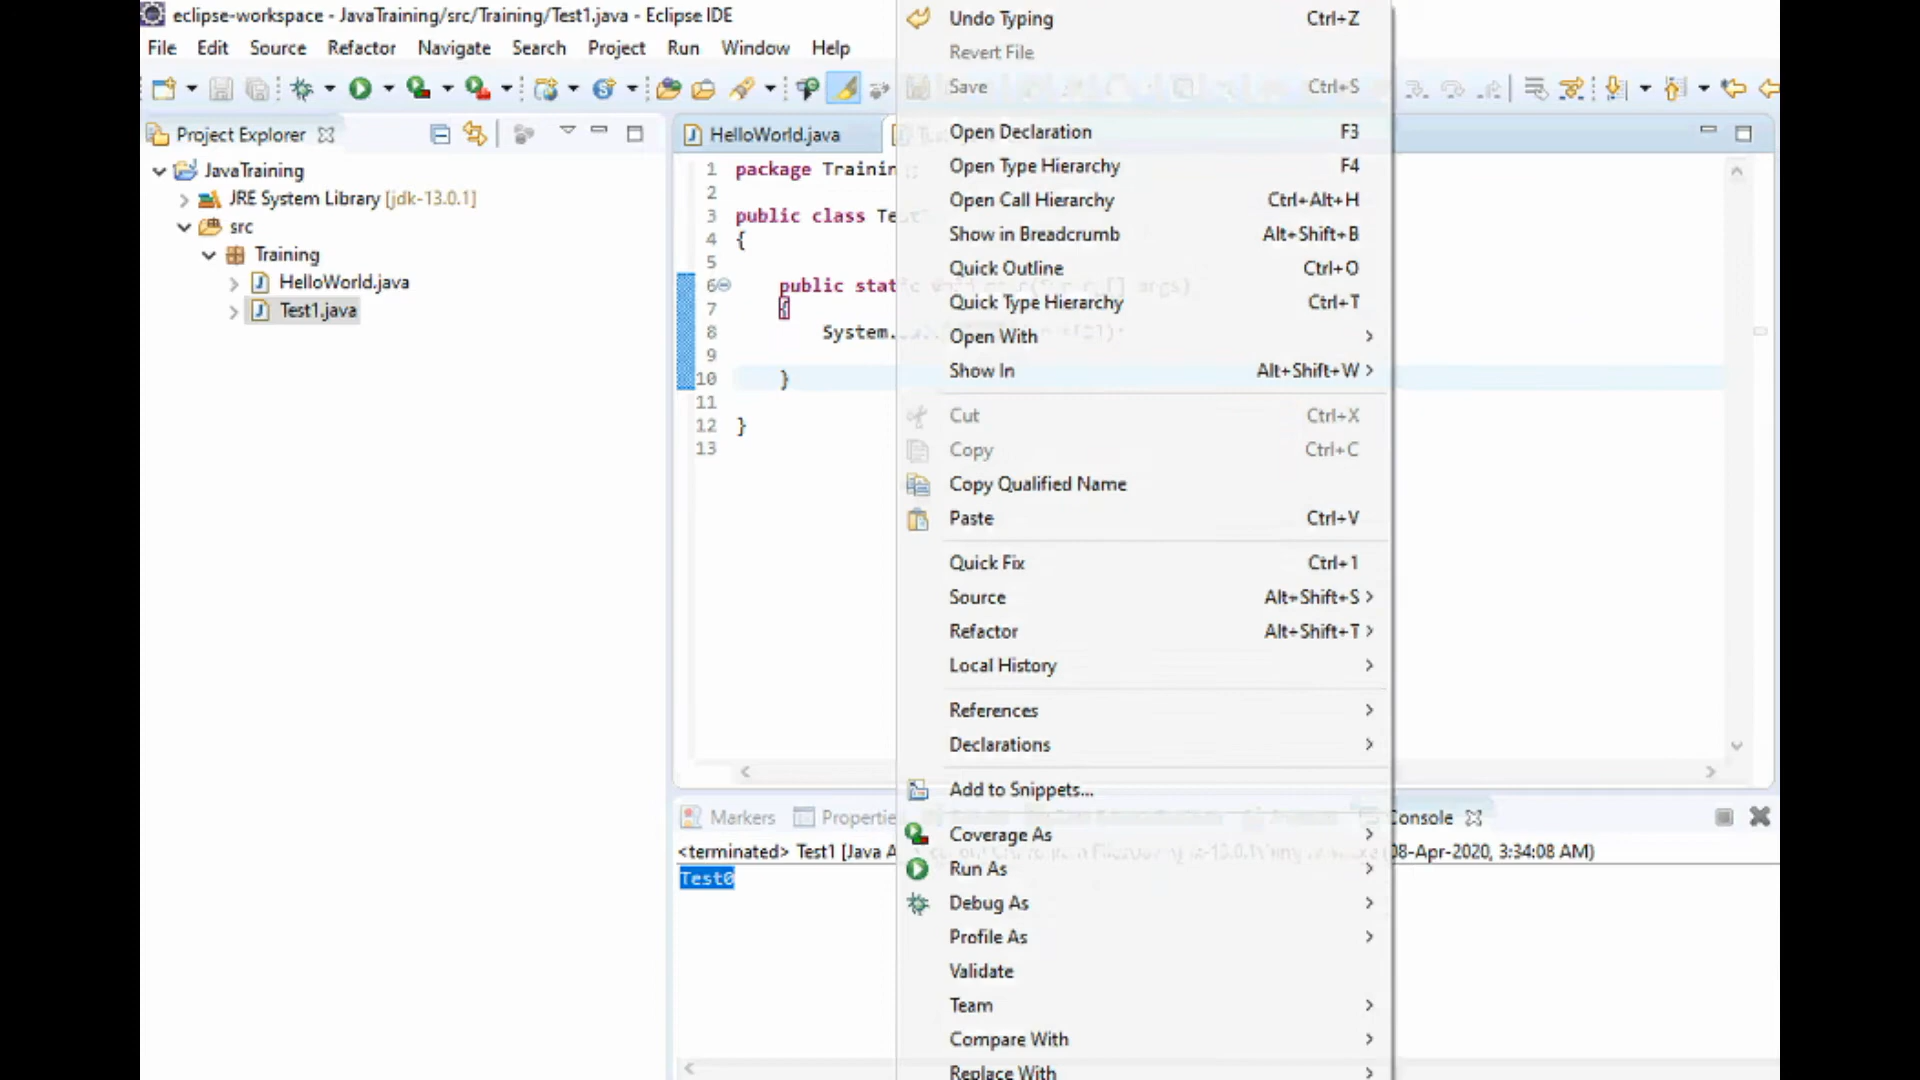 eclipse-workspace - JavaTraining/src/Training/Test1.java - Eclipse IDE
File Edit Source Refactor Navigate Search Project Run Window Help
Project Explorer
JavaTraining
JRE System Library [jdk-13.0.1]
src
Training
HelloWorld.java
Test1.java
HelloWorld.java
1 package Training
2
3 public class
4 {
5
6 public
7 {
8 System.
9
10 }
11
12 }
13
Undo Typing Ctrl+Z
Revert File
Save Ctrl+S
Open Declaration F3
Open Type Hierarchy F4
Open Call Hierarchy Ctrl+Alt+H
Show in Breadcrumb Alt+Shift+B
Quick Outline Ctrl+O
Quick Type Hierarchy Ctrl+T
Open With
Show In Alt+Shift+W
Cut Ctrl+X
Copy Ctrl+C
Copy Qualified Name
Paste Ctrl+V
Quick Fix Ctrl+1
Source Alt+Shift+S
Refactor Alt+Shift+T
Local History
References
Declarations
Add to Snippets...
Coverage As
Run As
Debug As
Profile As
Validate
Team
Compare With
Replace With
Markers Propertie Console
<terminated> Test1 [Java A 08-Apr-2020, 3:34:08 AM)
Test0